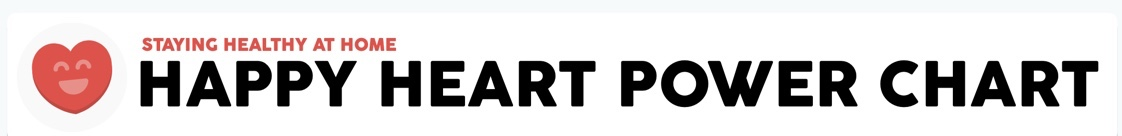 STAYING HEALTHY AT HOME
HAPPY HEART POWER CHART